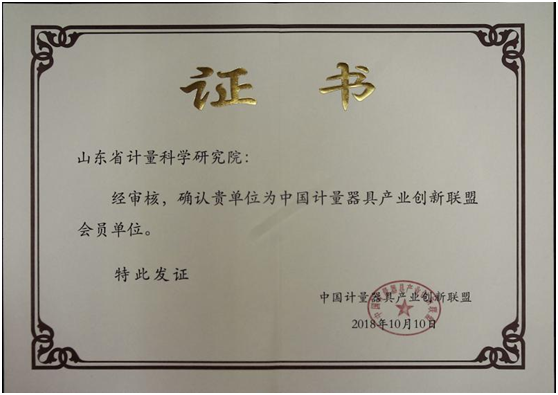 证 书
山东省计量科学研究院：
经审核，确认贵单位为中国计量器具产业创新联盟
会员单位。
特此发证
中国计量器具产业创新联盟
2018年10月10日